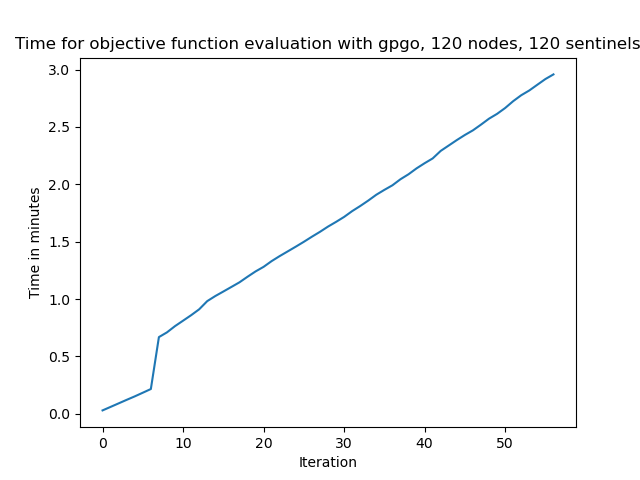 Time for objective function evaluation with gpgo, 120 nodes, 120 sentinels
3.0
2.5
2.0
1.5
1.0
0.5
0.0
Time in minutes
0 10 20 30 40 50
Iteration